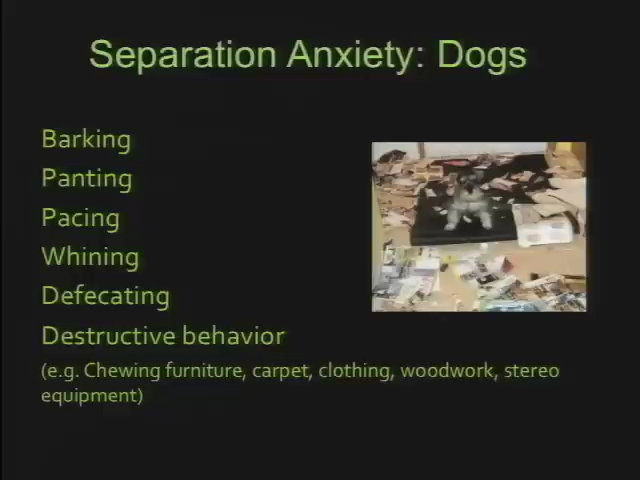 Separation Anxiety: Dogs
Barking
Panting
Pacing
Whining
Defecating
Destructive behavior
(e.g. Chewing furniture, carpet, clothing, woodwork, stereo
equipment)